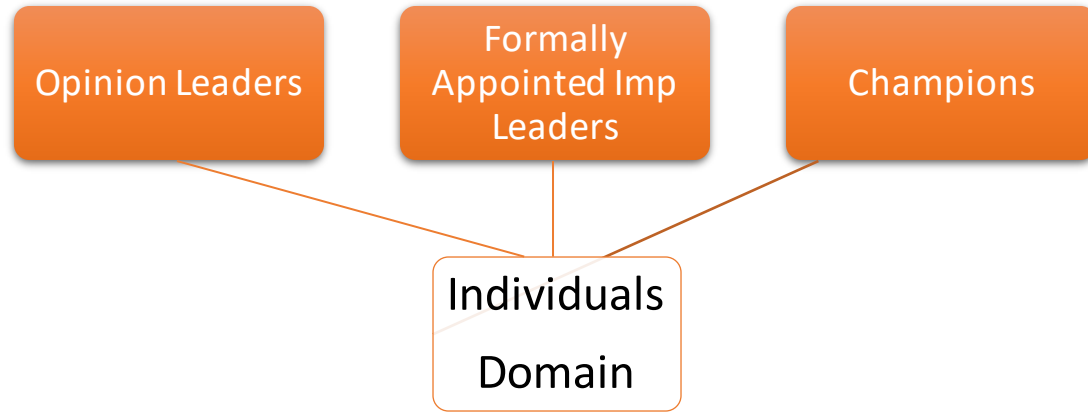 Opinion Leaders
Formally
Appointed Imp
Leaders
Champions
Individuals
Domain